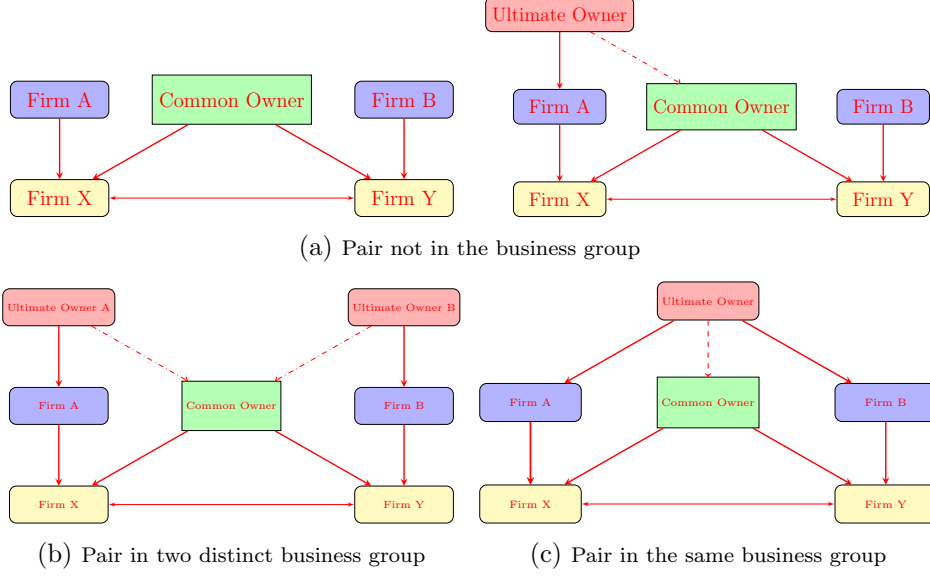 Ultimate Owner
Firm A
Common Owner
Firm B
Firm A
Common Owner
Firm B
Firm X
Firm Y
Firm X
Firm Y
(a) Pair not in the business group
Ultimate Owner A
Ultimate Owner B
Ultimate Owner
Firm A
Common Owner
Firm B
Firm A
Common Owner
Firm B
Firm X
Firm Y
Firm X
Firm Y
(b) Pair in two distinct business group
(c) Pair in the same business group